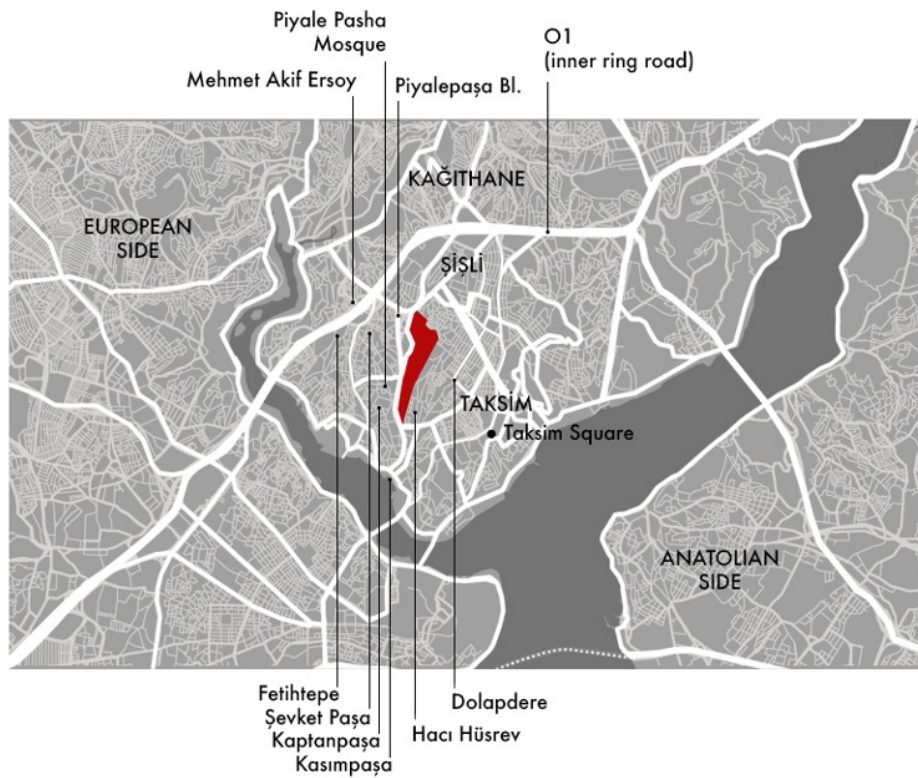 Piyale Pasha
Mosque
O1
(inner ring road)
Mehmet Akif Ersoy
Piyalepaşa Bl.
KAĞITHANE
EUROPEAN
SIDE
ŞİŞLİ
TAKSİM
Taksim Square
ANATOLIAN
SIDE
Fetihtepe
Şevket Paşa
Kaptanpaşa
Kasımpaşa
Dolapdere
Hacı Hüsrev